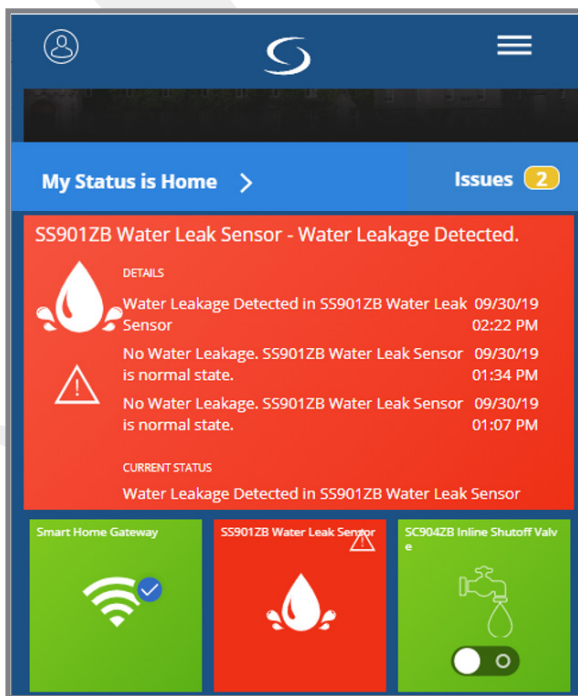 My Status is Home
Issues 2
SS901ZB Water Leak Sensor - Water Leakage Detected.
DETAILS
Water Leakage Detected in SS901ZB Water Leak 09/30/19
Sensor 02:22 PM
No Water Leakage. SS901ZB Water Leak Sensor 09/30/19
is normal state. 01:34 PM
No Water Leakage. SS901ZB Water Leak Sensor 09/30/19
is normal state. 01:07 PM
CURRENT STATUS
Water Leakage Detected in SS901ZB Water Leak Sensor
Smart Home Gateway
SS901ZB Water Leak Sensor
SC904ZB Inline Shutoff Valv
e